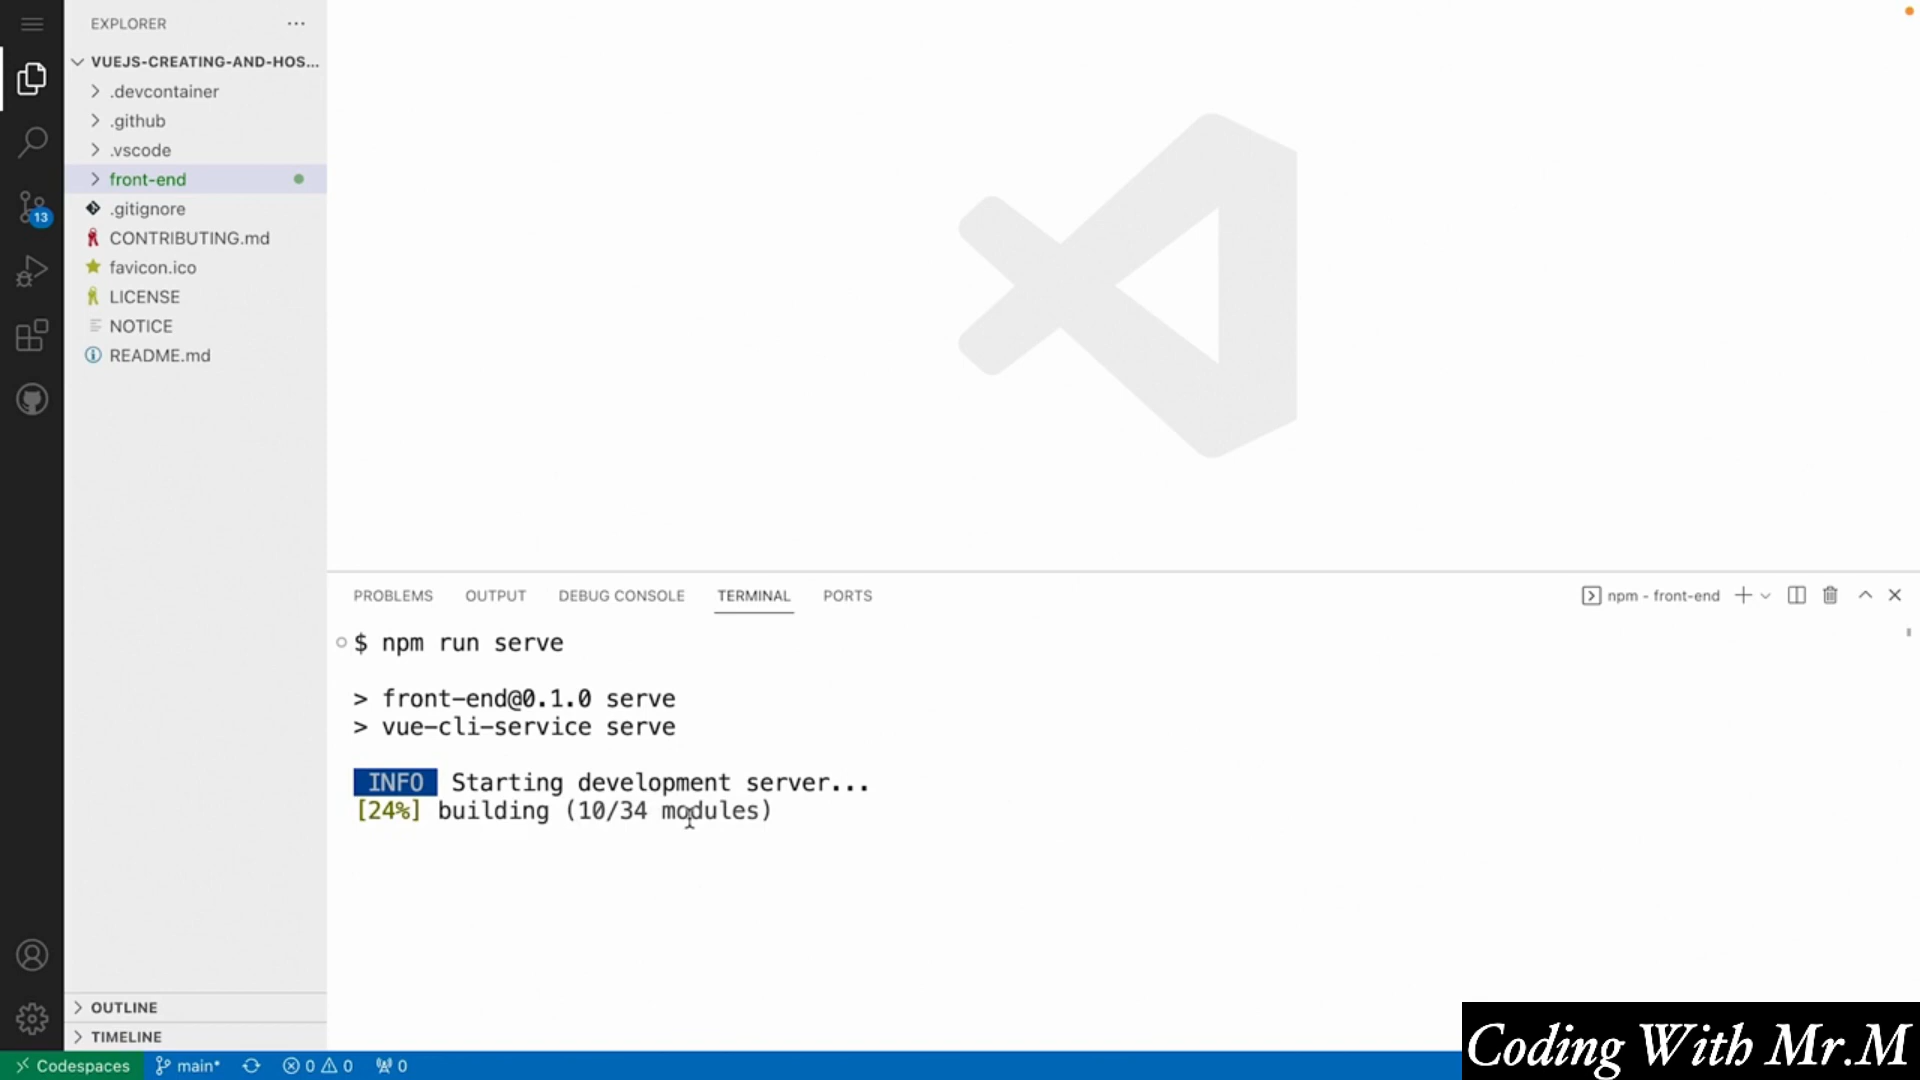 EXPLORER
VUEJS-CREATING-AND-HOS...
.devcontainer
.github
.vscode
front-end
.gitignore
13
CONTRIBUTING.md
favicon.ico
LICENSE
NOTICE
README.md
PROBLEMS OUTPUT DEBUG CONSOLE TERMINAL PORTS npm - front-end
$ npm run serve
> front-end@0.1.0 serve
> vue-cli-service serve
INFO Starting development server...
[24%] building (10/34 modules)
OUTLINE
TIMELINE
Codespaces main* 0 0 0
Coding With Mr.M